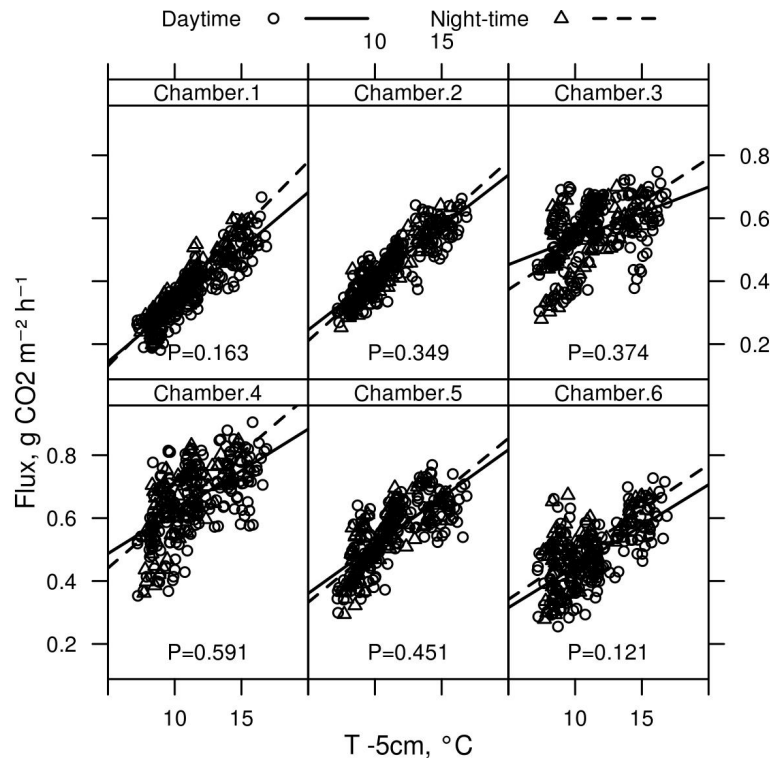 Daytime Night-time
10 15
Chamber.1 Chamber.2 Chamber.3
0.8
0.6
0.4
0.2
P=0.163 P=0.349 P=0.374
Chamber.4 Chamber.5 Chamber.6
0.8
0.6
0.4
0.2
P=0.591 P=0.451 P=0.121
10 15 10 15
Flux, g CO2 m⁻² h⁻¹
T -5cm, °C